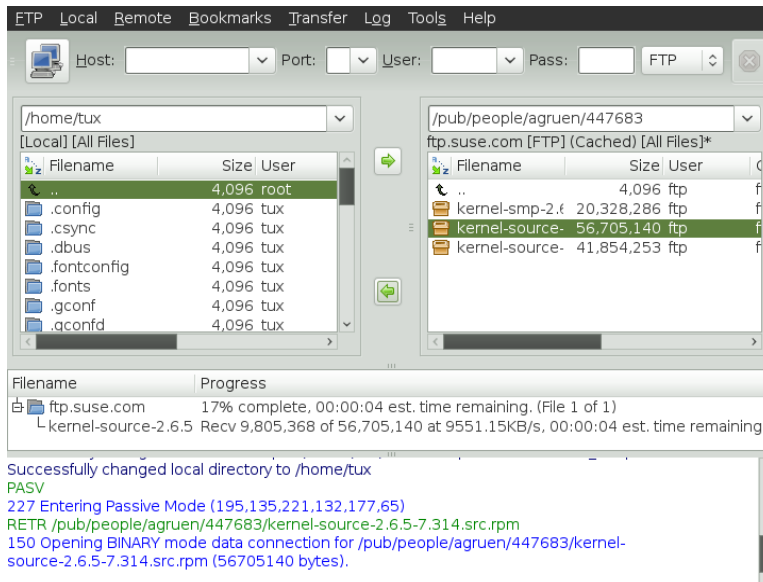 FTP Local Remote Bookmarks Transfer Log Tools Help
Host: Port: User: Pass: FTP
/home/tux
[Local] [All Files]
Filename Size User
.. 4,096 root
.config 4,096 tux
.csync 4,096 tux
.dbus 4,096 tux
.fontconfig 4,096 tux
.fonts 4,096 tux
.gconf 4,096 tux
.gconfd 4,096 tux
/pub/people/agruen/447683
ftp.suse.com [FTP] (Cached) [All Files]*
Filename Size User
.. 4,096 ftp
kernel-smp-2.6 20,328,286 ftp
kernel-source- 56,705,140 ftp
kernel-source- 41,854,253 ftp
Filename Progress
ftp.suse.com 17% complete, 00:00:04 est. time remaining. (File 1 of 1)
kernel-source-2.6.5 Recv 9,805,368 of 56,705,140 at 9551.15KB/s, 00:00:04 est. time remaining
Successfully changed local directory to /home/tux
PASV
227 Entering Passive Mode (195,135,221,132,177,65)
RETR /pub/people/agruen/447683/kernel-source-2.6.5-7.314.src.rpm
150 Opening BINARY mode data connection for /pub/people/agruen/447683/kernel-
source-2.6.5-7.314.src.rpm (56705140 bytes).